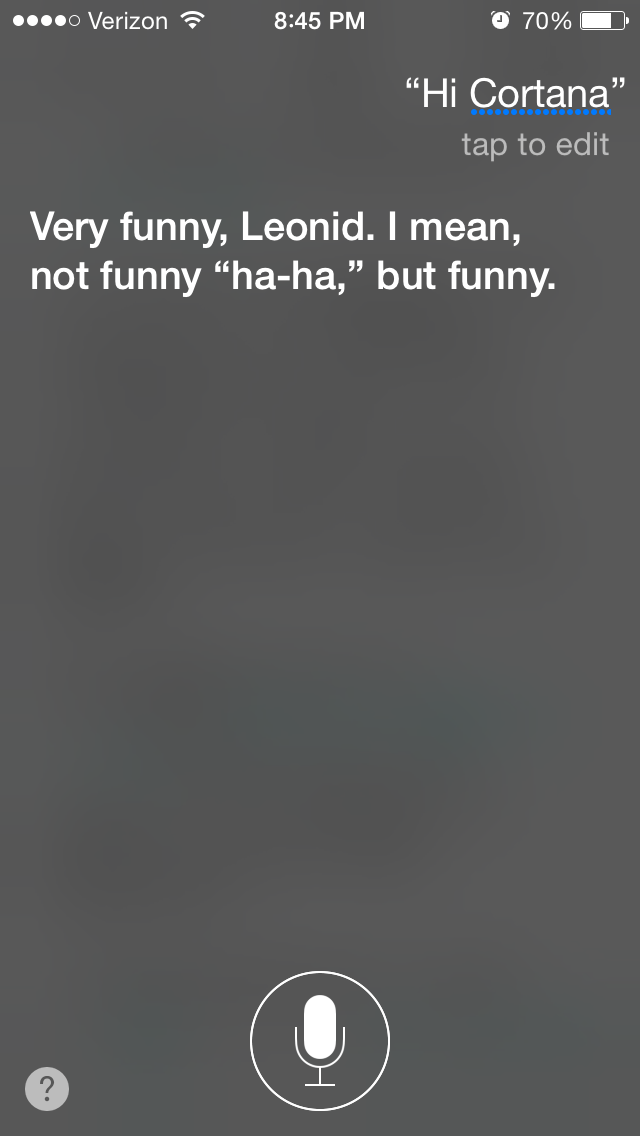 Verizon 8:45 PM 70%
“Hi Cortana”
tap to edit
Very funny, Leonid. I mean,
not funny “ha-ha,” but funny.
?